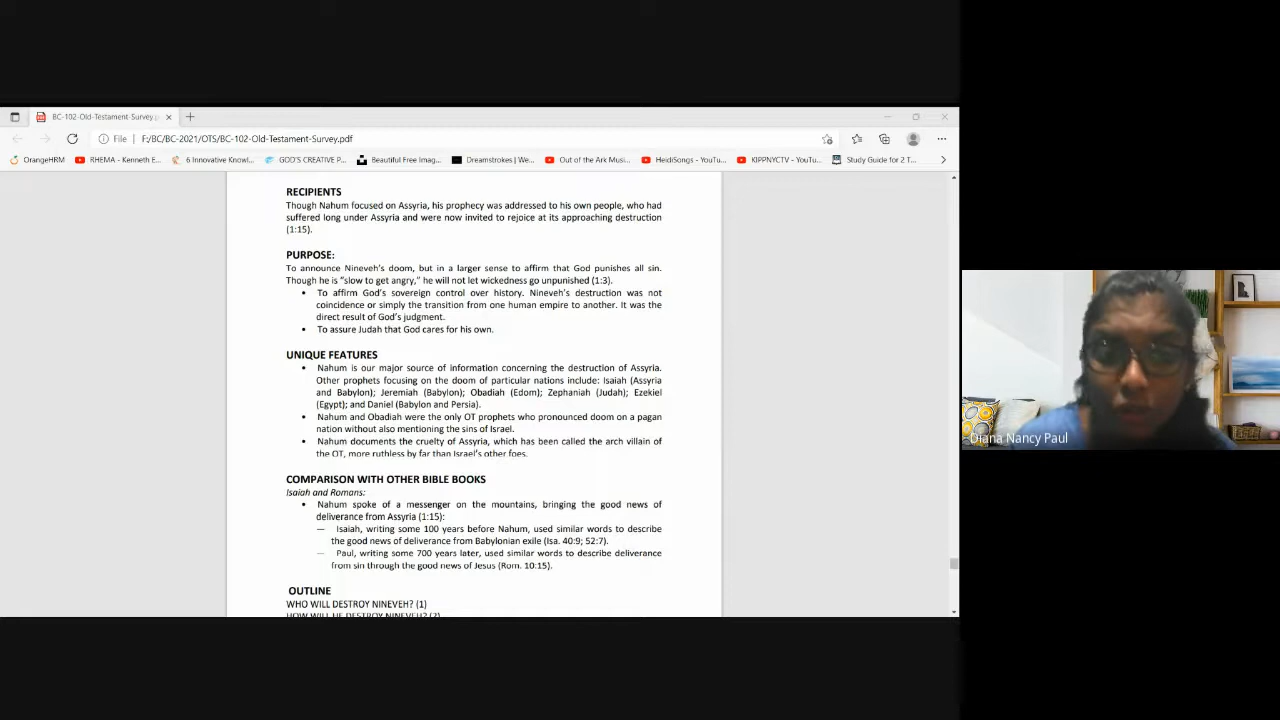 BC-102-Old-Testament-Survey.p
File F:/BC/BC-2021/OTS/BC-102-Old-Testament-Survey.pdf
OrangeHRM RHEMA - Kenneth E... 6 Innovative Knowl... GOD'S CREATIVE P... Beautiful Free Imag... Dreamstrokes | We... Out of the Ark Musi... HeidiSongs - YouTu... KIPPNYCTV - YouTu... Study Guide for 2 T...
RECIPIENTS
Though Nahum focused on Assyria, his prophecy was addressed to his own people, who had
suffered long under Assyria and were now invited to rejoice at its approaching destruction
(1:15).
PURPOSE:
To announce Nineveh's doom, but in a larger sense to affirm that God punishes all sin.
Though he is "slow to get angry," he will not let wickedness go unpunished (1:3).
• To affirm God's sovereign control over history. Nineveh's destruction was not
coincidence or simply the transition from one human empire to another. It was the
direct result of God's judgment.
• To assure Judah that God cares for his own.
UNIQUE FEATURES
• Nahum is our major source of information concerning the destruction of Assyria.
Other prophets focusing on the doom of particular nations include: Isaiah (Assyria
and Babylon); Jeremiah (Babylon); Obadiah (Edom); Zephaniah (Judah); Ezekiel
(Egypt); and Daniel (Babylon and Persia).
• Nahum and Obadiah were the only OT prophets who pronounced doom on a pagan
nation without also mentioning the sins of Israel.
• Nahum documents the cruelty of Assyria, which has been called the arch villain of
the OT, more ruthless by far than Israel's other foes.
COMPARISON WITH OTHER BIBLE BOOKS
Isaiah and Romans:
• Nahum spoke of a messenger on the mountains, bringing the good news of
deliverance from Assyria (1:15):
— Isaiah, writing some 100 years before Nahum, used similar words to describe
the good news of deliverance from Babylonian exile (Isa. 40:9; 52:7).
— Paul, writing some 700 years later, used similar words to describe deliverance
from sin through the good news of Jesus (Rom. 10:15).
OUTLINE
WHO WILL DESTROY NINEVEH? (1)
HOW WILL HE DESTROY NINEVEH? (2)
Diana Nancy Paul